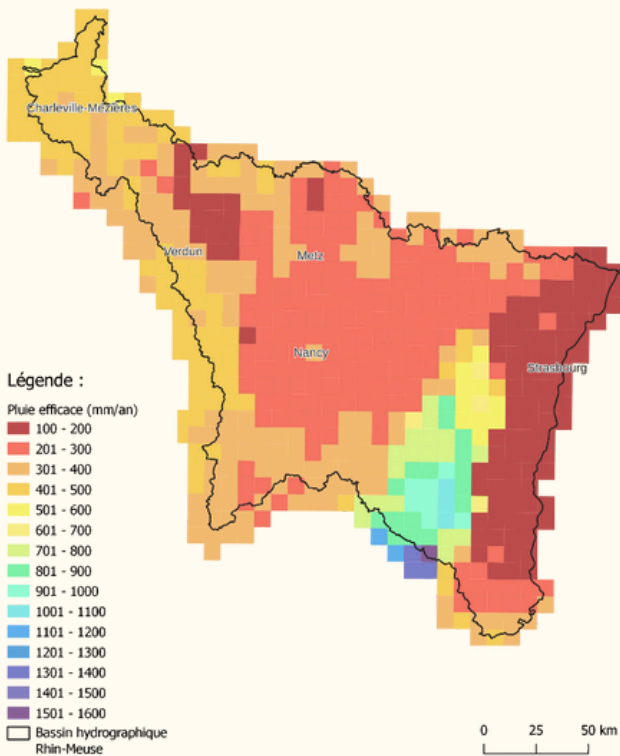 Charleville-Mézières
Verdun
Metz
Nancy
Strasbourg
Légende :
Pluie efficace (mm/an)
100 - 200
201 - 300
301 - 400
401 - 500
501 - 600
601 - 700
701 - 800
801 - 900
901 - 1000
1001 - 1100
1101 - 1200
1201 - 1300
1301 - 1400
1401 - 1500
1501 - 1600
Bassin hydrographique
Rhin-Meuse
0 25 50 km